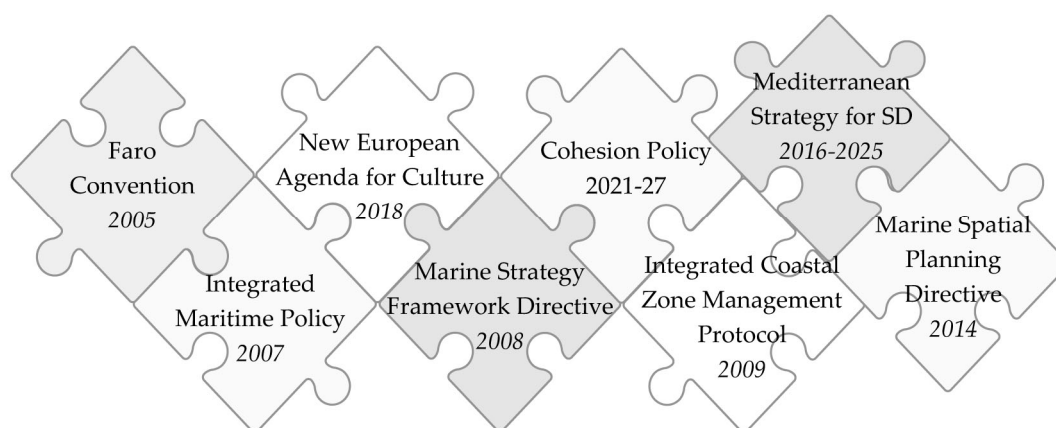 Faro
Convention
2005
New European
Agenda for Culture
2018
Cohesion Policy
2021-27
Mediterranean
Strategy for SD
2016-2025
Integrated
Maritime Policy
2007
Marine Strategy
Framework Directive
2008
Integrated Coastal
Zone Management
Protocol
2009
Marine Spatial
Planning
Directive
2014